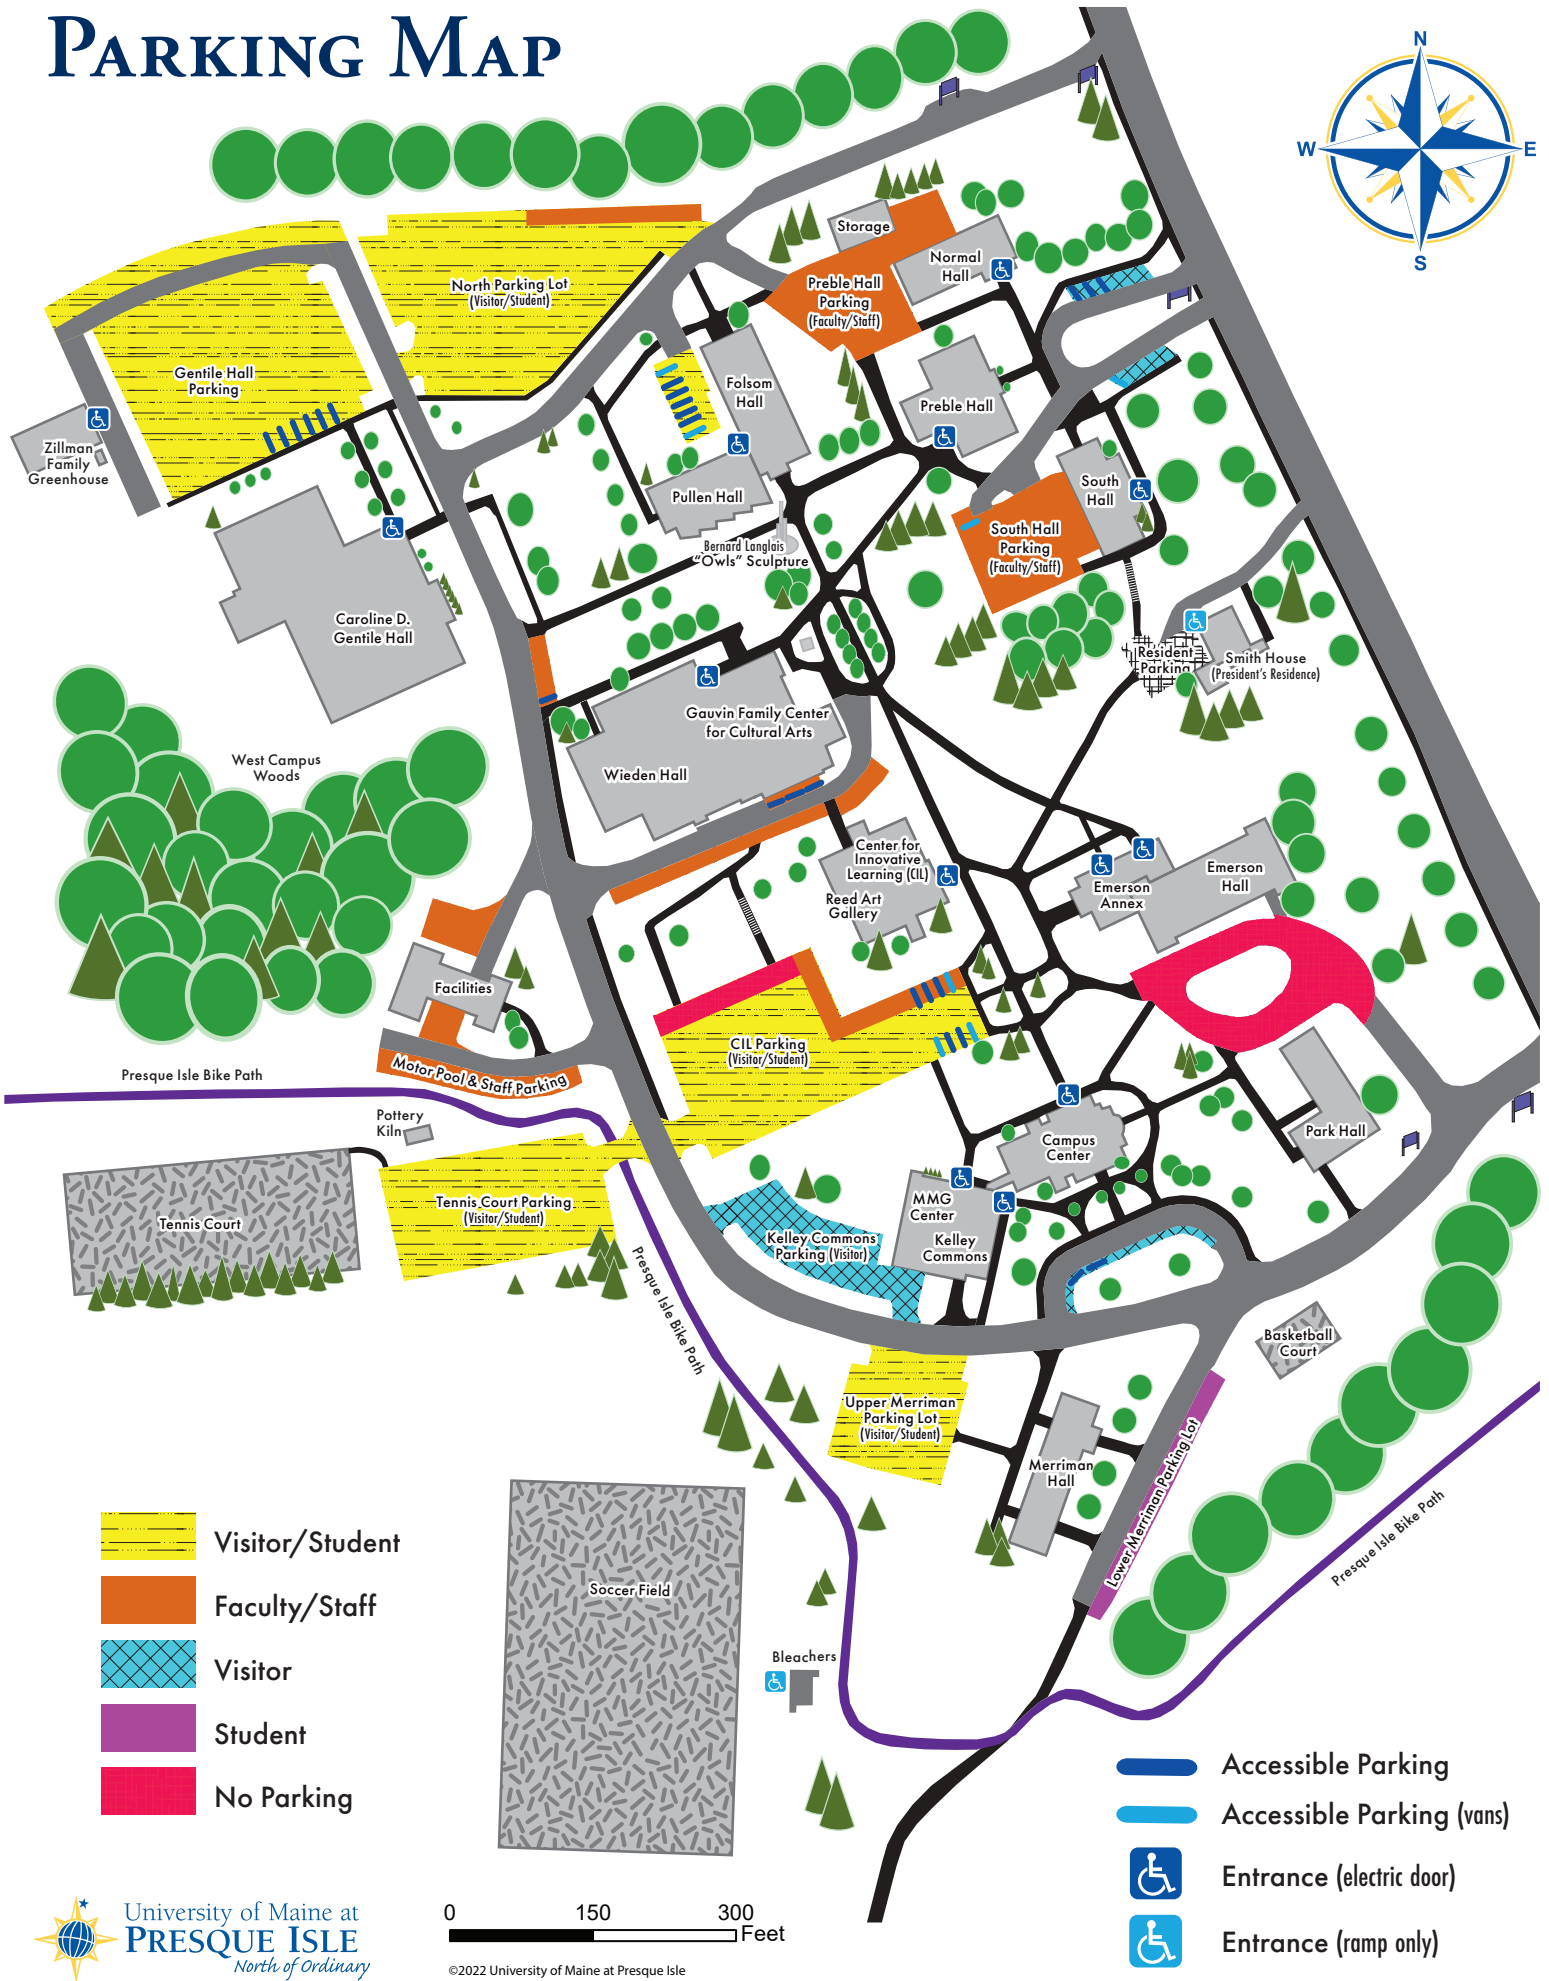 PARKING MAP
N
W
E
S
Storage
Normal
Hall
Preble Hall
Parking
(Faculty/Staff)
North Parking Lot
(Visitor/Student)
Gentile Hall
Parking
Folsom
Hall
Preble Hall
Zillman
Family
Greenhouse
Pullen Hall
South
Hall
South Hall
Parking
(Faculty/Staff)
Bernard Langlais
"Owls" Sculpture
Caroline D.
Gentile Hall
Resident
Parking
Smith House
(President's Residence)
Gauvin Family Center
for Cultural Arts
Wieden Hall
West Campus
Woods
Center for
Innovative
Learning (CIL)
Reed Art
Gallery
Emerson
Annex
Emerson
Hall
Facilities
CIL Parking
(Visitor/Student)
Motor Pool & Staff Parking
Presque Isle Bike Path
Pottery
Kiln
Park Hall
Campus
Center
Tennis Court
Tennis Court Parking
(Visitor/Student)
MMG
Center
Kelley
Commons
Kelley Commons
Parking (Visitor)
Presque Isle Bike Path
Basketball
Court
Upper Merriman
Parking Lot
(Visitor/Student)
Merriman
Hall
Lower Merriman Parking Lot
Presque Isle Bike Path
Soccer Field
Bleachers
Visitor/Student
Faculty/Staff
Visitor
Student
No Parking
Accessible Parking
Accessible Parking (vans)
Entrance (electric door)
Entrance (ramp only)
University of Maine at
PRESQUE ISLE
North of Ordinary
0 150 300
Feet
©2022 University of Maine at Presque Isle